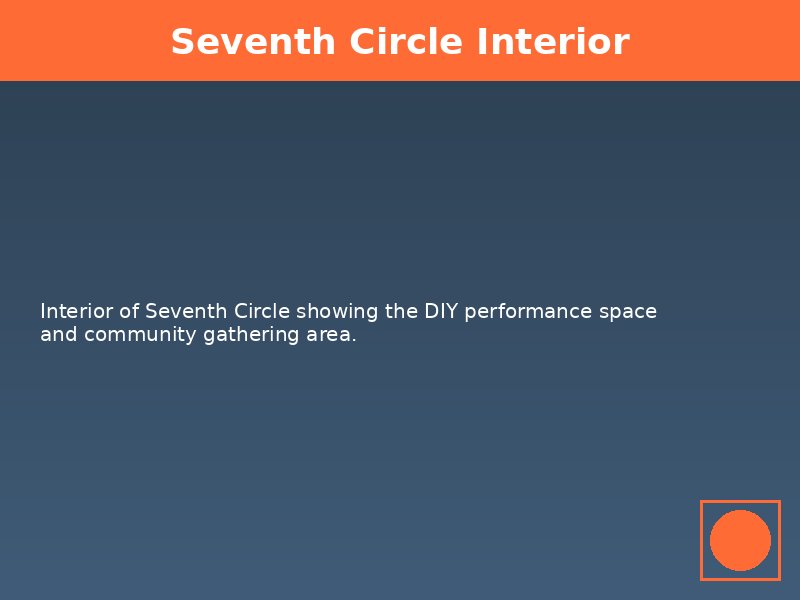 Seventh Circle Interior
Interior of Seventh Circle showing the DIY performance space
and community gathering area.